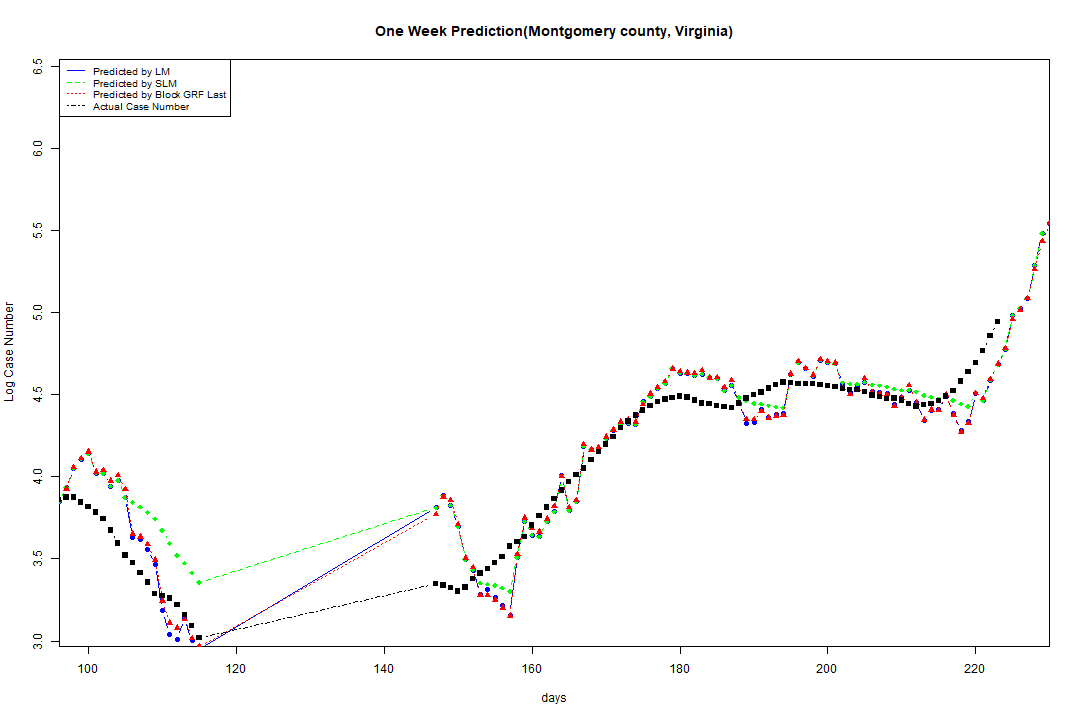 One Week Prediction(Montgomery county, Virginia)
6.5
6.0
5.5
5.0
4.5
4.0
3.5
3.0
Log Case Number
Predicted by LM
Predicted by SLM
Predicted by Block GRF Last
Actual Case Number
100 120 140 160 180 200 220
days